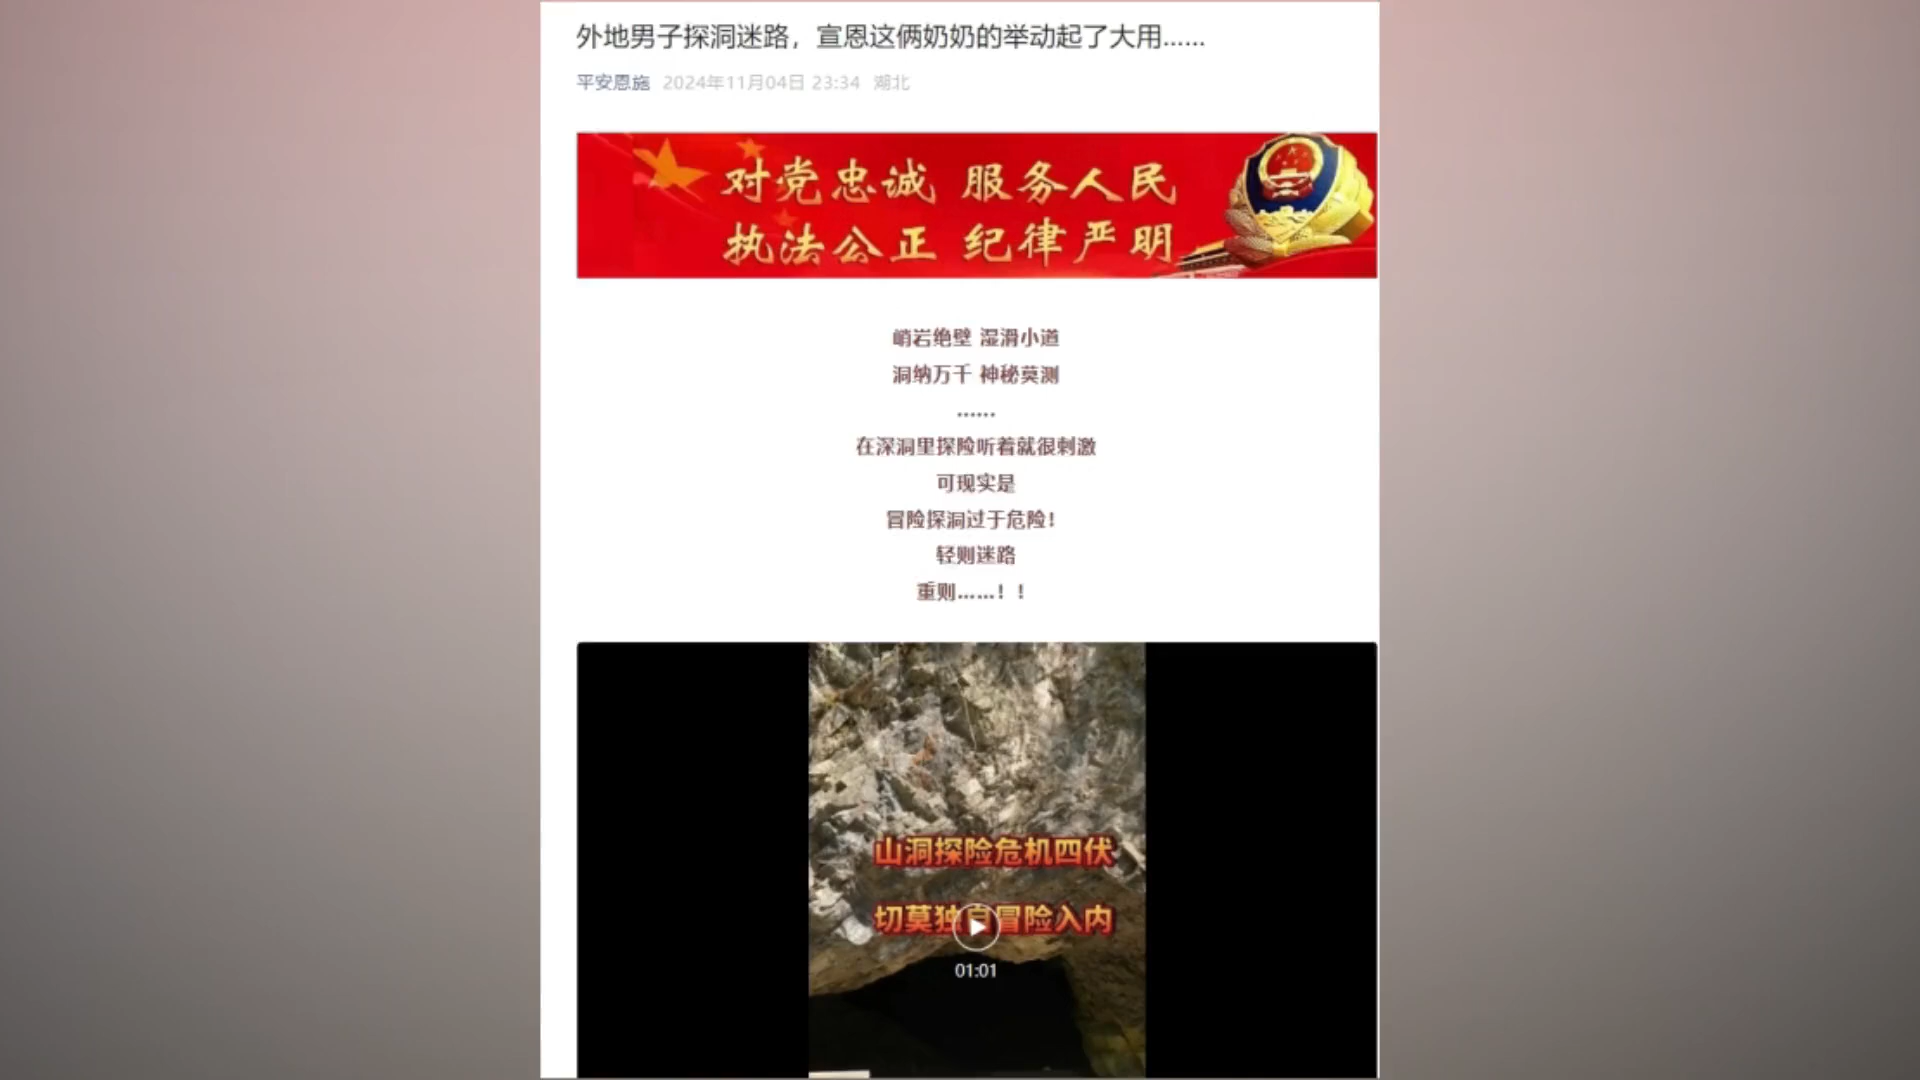 外地男子探洞迷路，宣恩这俩奶奶的举动起了大用......
平安恩施 2024年11月04日 23:34 湖北
对党忠诚 服务人民
执法公正 纪律严明
峭岩绝壁 湿滑小道
洞纳万千 神秘莫测
......
在深洞里探险听着就很刺激
可现实是
冒险探洞过于危险！
轻则迷路
重则......！！
山洞探险危机四伏
切莫独自冒险入内
01:01